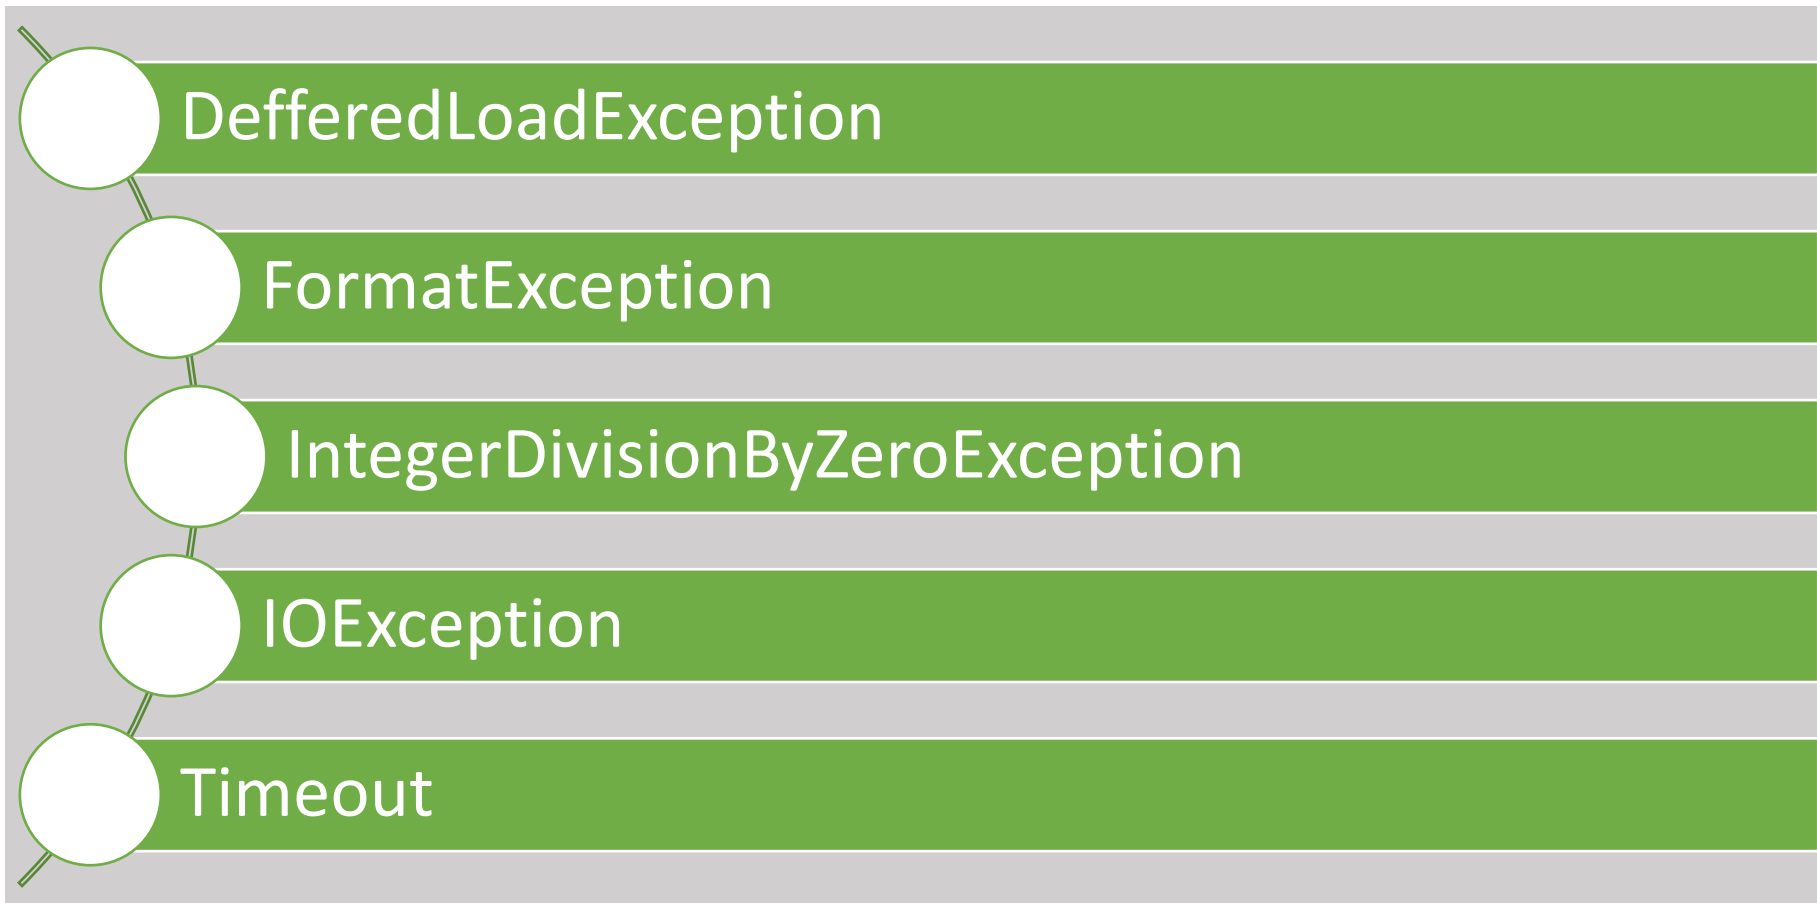 DefferedLoadException
FormatException
IntegerDivisionByZeroException
IOException
Timeout